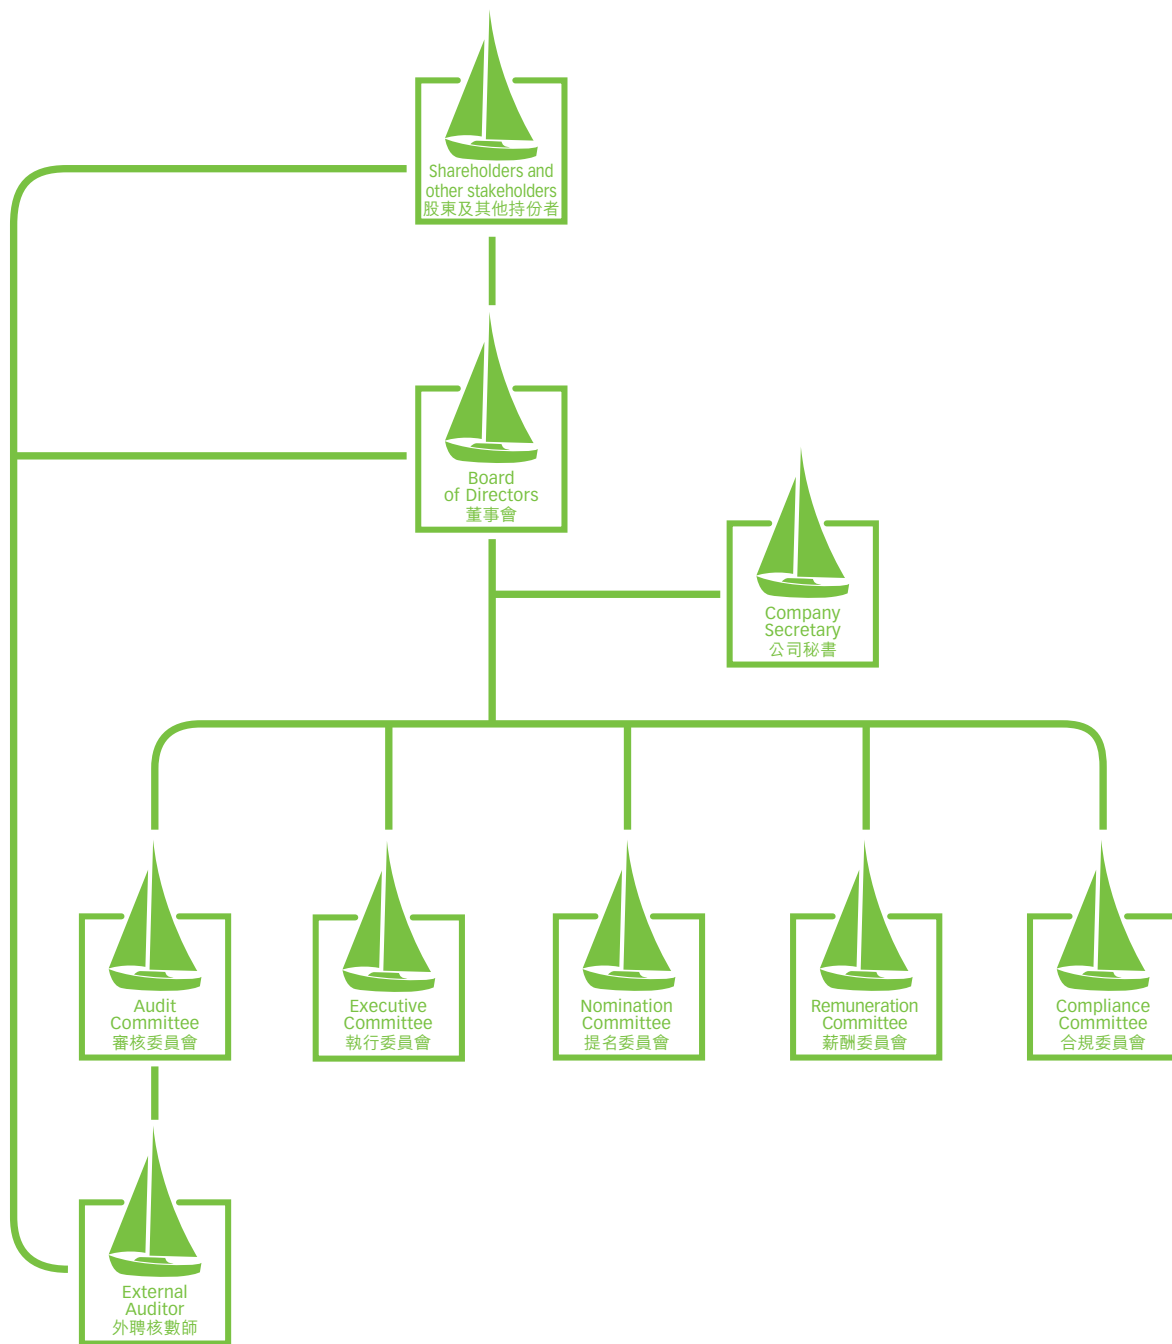 Shareholders and
other stakeholders
股東及其他持份者
Board
of Directors
董事會
Company
Secretary
公司秘書
Audit
Committee
審核委員會
Executive
Committee
執行委員會
Nomination
Committee
提名委員會
Remuneration
Committee
薪酬委員會
Compliance
Committee
合規委員會
External
Auditor
外聘核數師